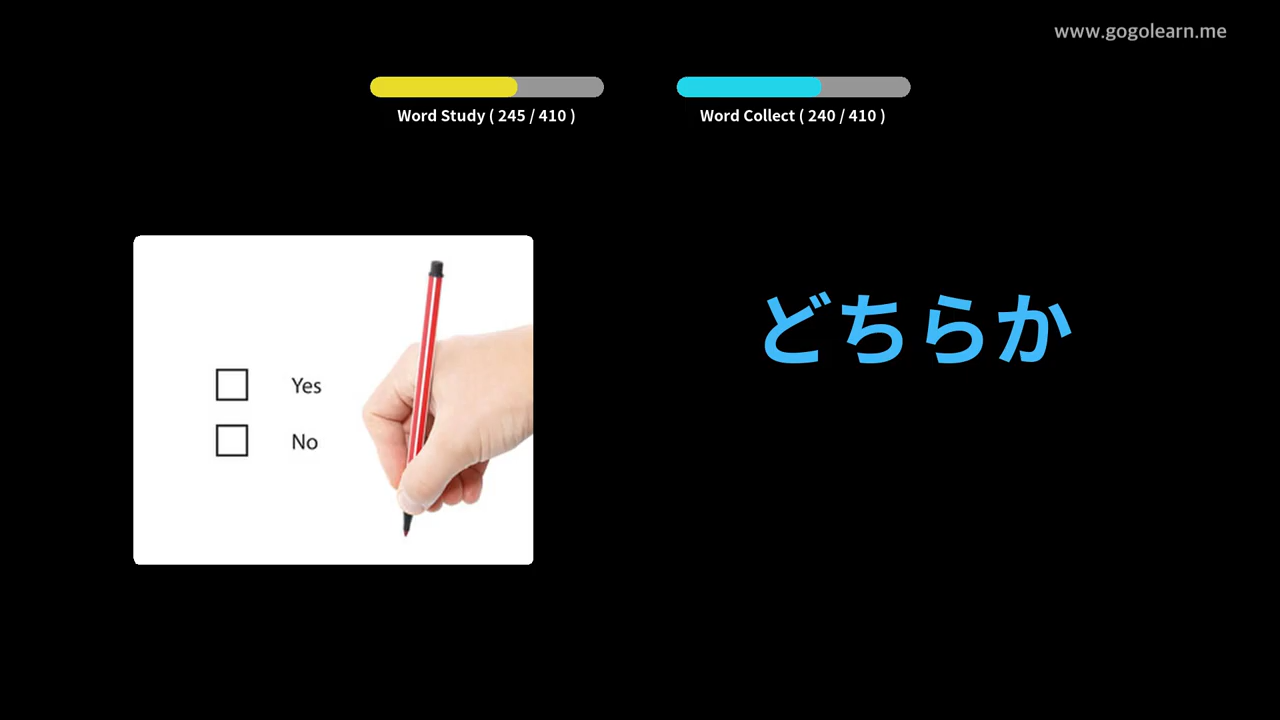 www.gogolearn.me
Word Study ( 245 / 410 )
Word Collect ( 240 / 410 )
どちらか
Yes
No